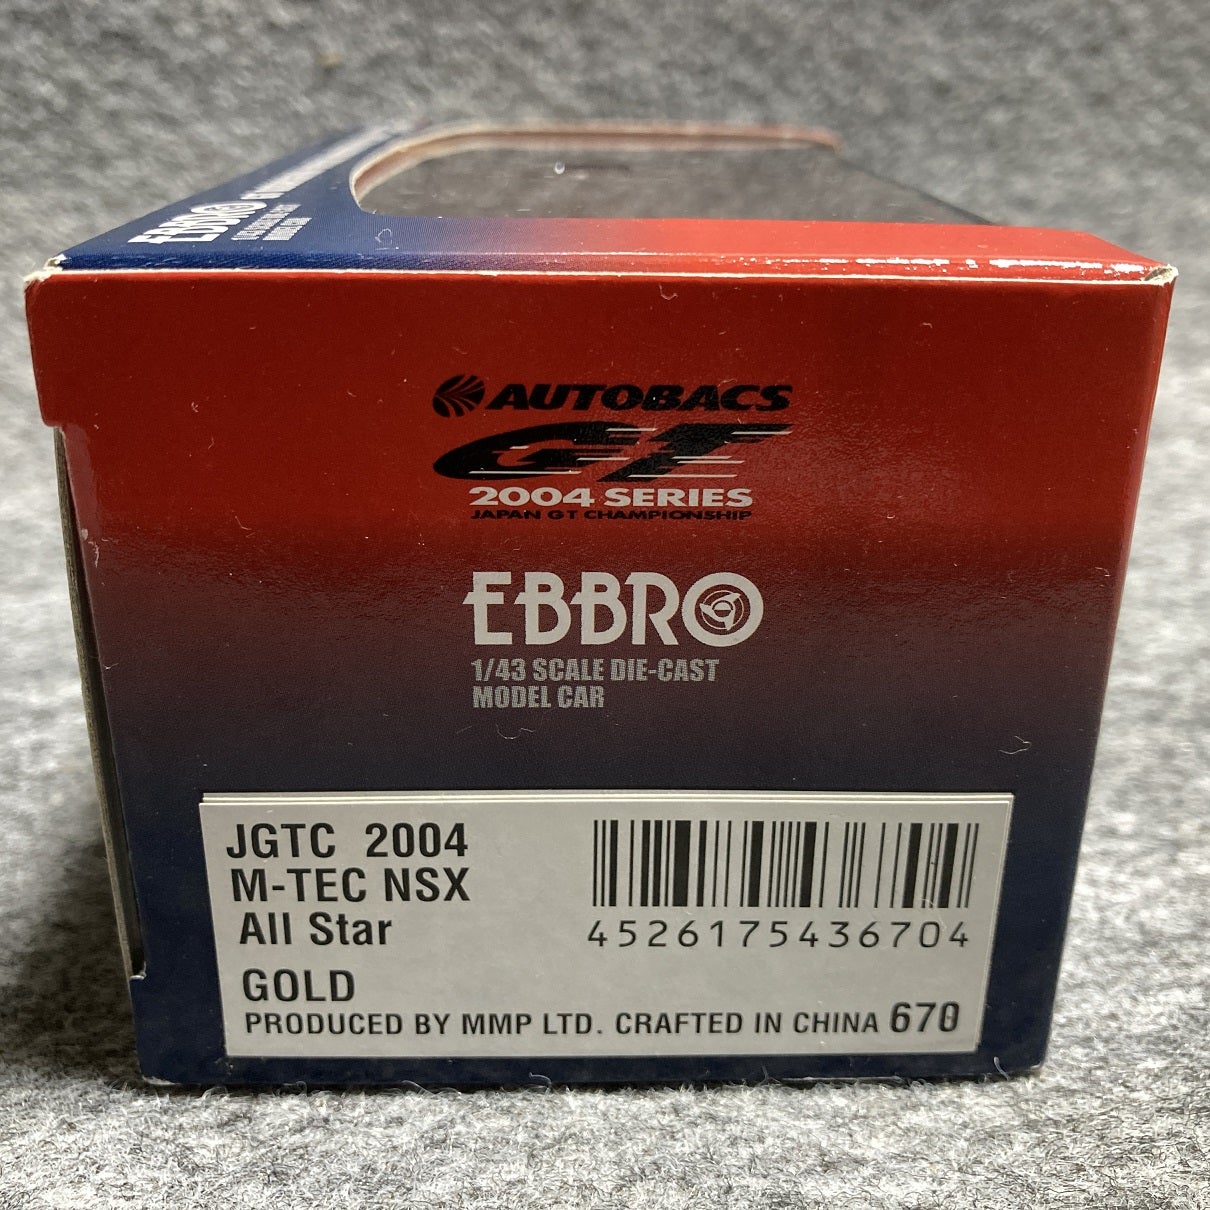 EBBRO
AUTOBACS
GT
2004 SERIES
JAPAN GT CHAMPIONSHIP
EBBRO
1/43 SCALE DIE-CAST
MODEL CAR
JGTC 2004
M-TEC NSX
All Star
4526175436704
GOLD
PRODUCED BY MMP LTD. CRAFTED IN CHINA 670